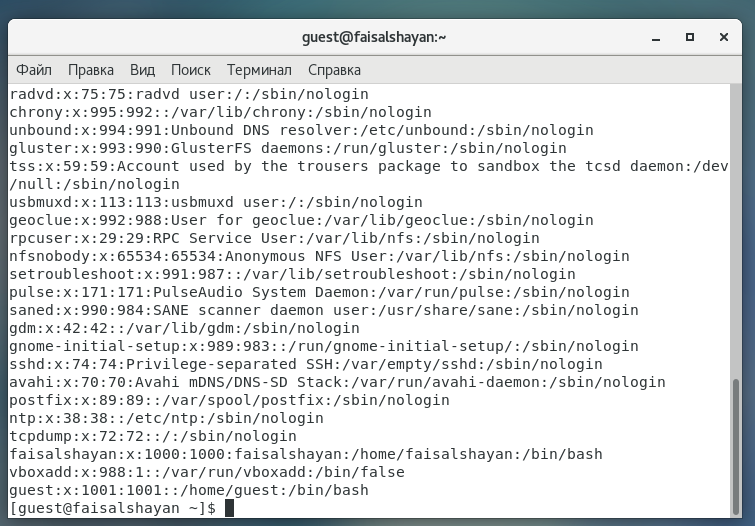 guest@faisalshayan:~
Файл Правка Вид Поиск Терминал Справка
radvd:x:75:75:radvd user:/:/sbin/nologin
chrony:x:995:992::/var/lib/chrony:/sbin/nologin
unbound:x:994:991:Unbound DNS resolver:/etc/unbound:/sbin/nologin
gluster:x:993:990:GlusterFS daemons:/run/gluster:/sbin/nologin
tss:x:59:59:Account used by the trousers package to sandbox the tcsd daemon:/dev
/null:/sbin/nologin
usbmuxd:x:113:113:usbmuxd user:/:/sbin/nologin
geoclue:x:992:988:User for geoclue:/var/lib/geoclue:/sbin/nologin
rpcuser:x:29:29:RPC Service User:/var/lib/nfs:/sbin/nologin
nfsnobody:x:65534:65534:Anonymous NFS User:/var/lib/nfs:/sbin/nologin
setroubleshoot:x:991:987::/var/lib/setroubleshoot:/sbin/nologin
pulse:x:171:171:PulseAudio System Daemon:/var/run/pulse:/sbin/nologin
saned:x:990:984:SANE scanner daemon user:/usr/share/sane:/sbin/nologin
gdm:x:42:42::/var/lib/gdm:/sbin/nologin
gnome-initial-setup:x:989:983::/run/gnome-initial-setup/:/sbin/nologin
sshd:x:74:74:Privilege-separated SSH:/var/empty/sshd:/sbin/nologin
avahi:x:70:70:Avahi mDNS/DNS-SD Stack:/var/run/avahi-daemon:/sbin/nologin
postfix:x:89:89::/var/spool/postfix:/sbin/nologin
ntp:x:38:38::/etc/ntp:/sbin/nologin
tcpdump:x:72:72::/:/sbin/nologin
faisalshayan:x:1000:1000:faisalshayan:/home/faisalshayan:/bin/bash
vboxadd:x:988:1::/var/run/vboxadd:/bin/false
guest:x:1001:1001::/home/guest:/bin/bash
[guest@faisalshayan ~]$